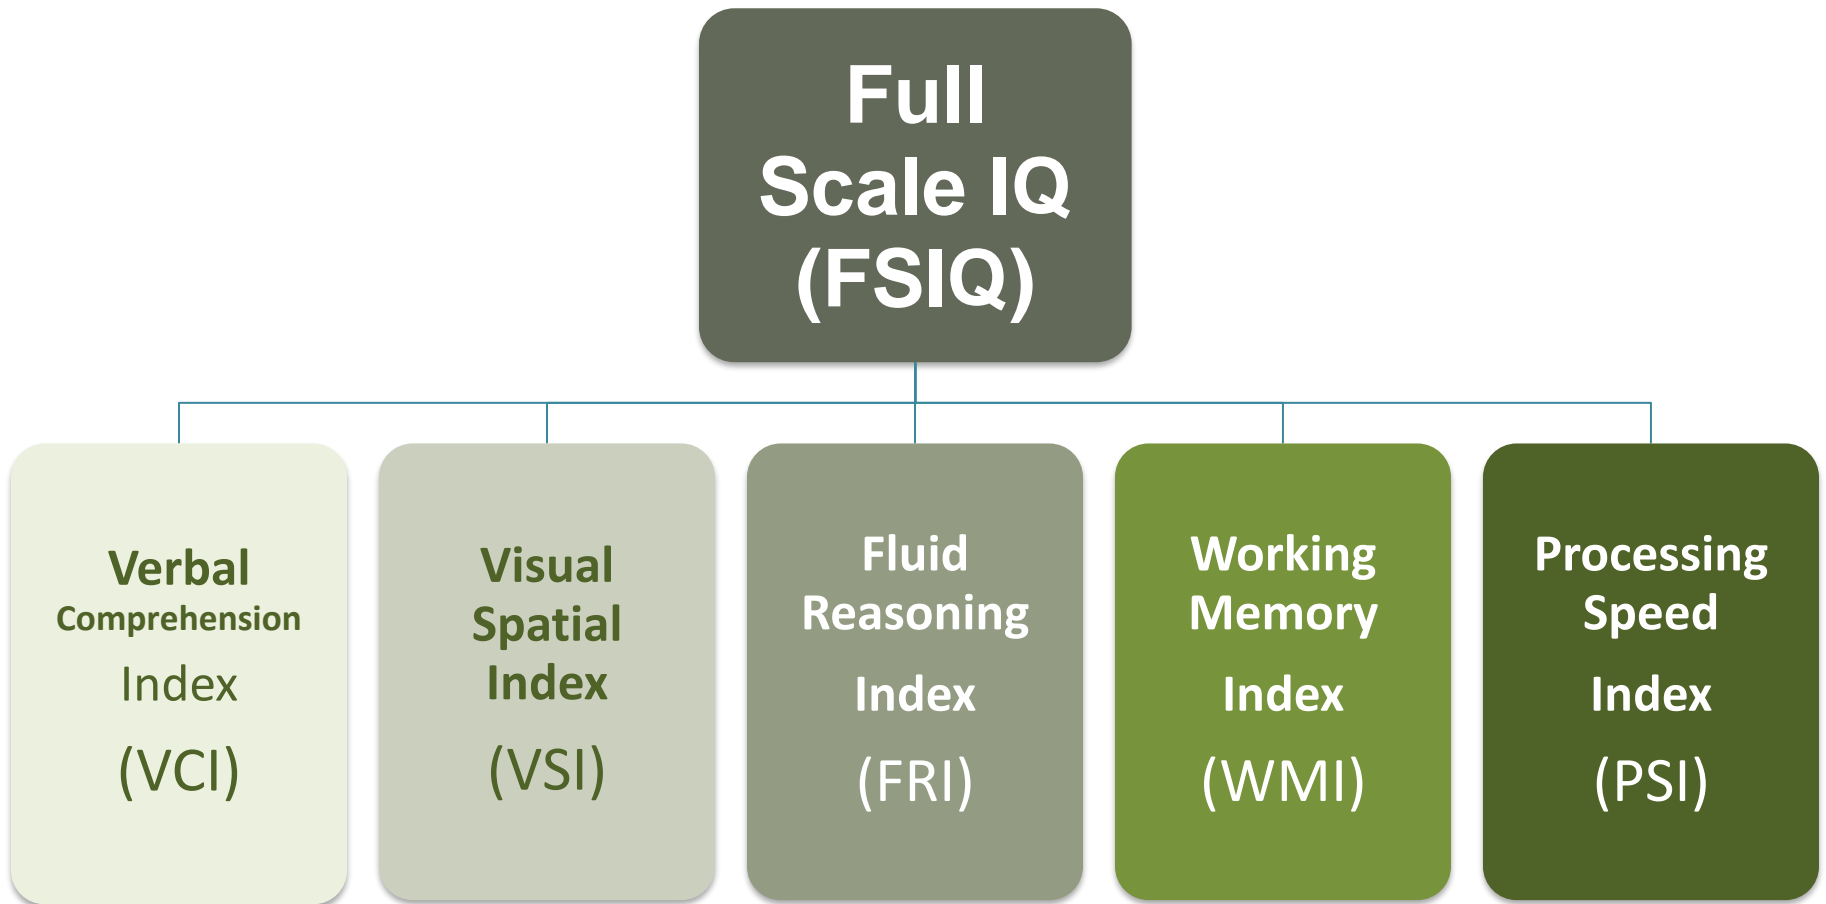 Full
Scale IQ
(FSIQ)
Verbal
Comprehension
Index
(VCI)
Visual
Spatial
Index
(VSI)
Fluid
Reasoning
Index
(FRI)
Working
Memory
Index
(WMI)
Processing
Speed
Index
(PSI)